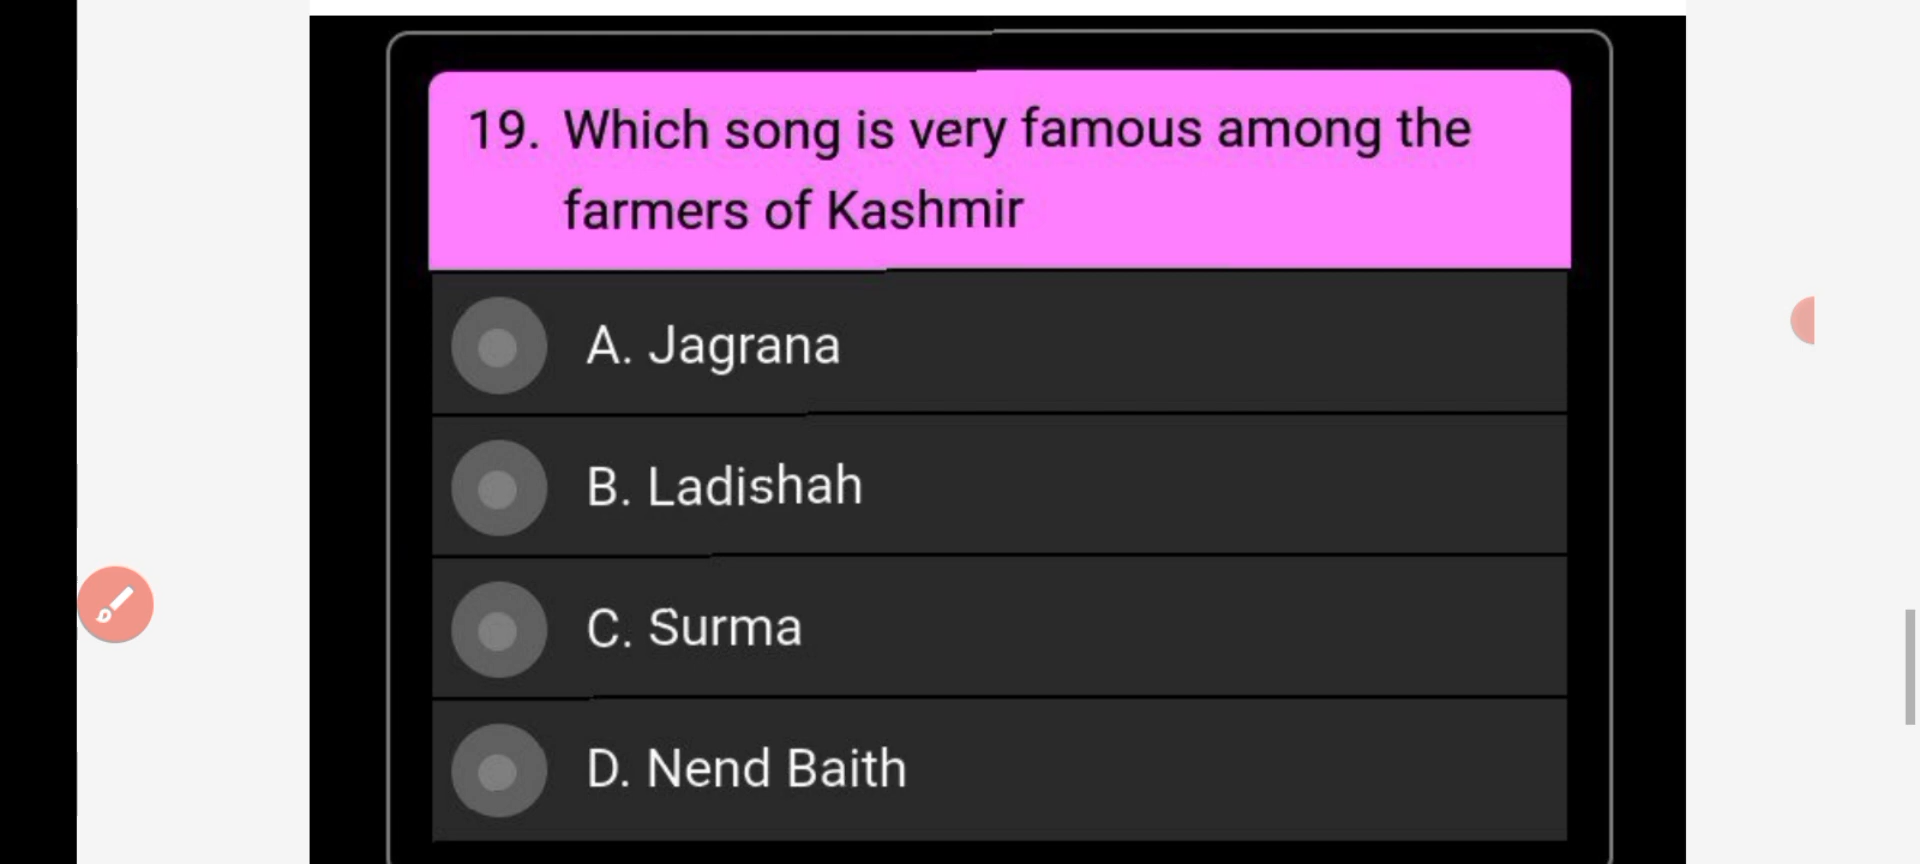 19. Which song is very famous among the
farmers of Kashmir
A. Jagrana
B. Ladishah
C. Surma
D. Nend Baith